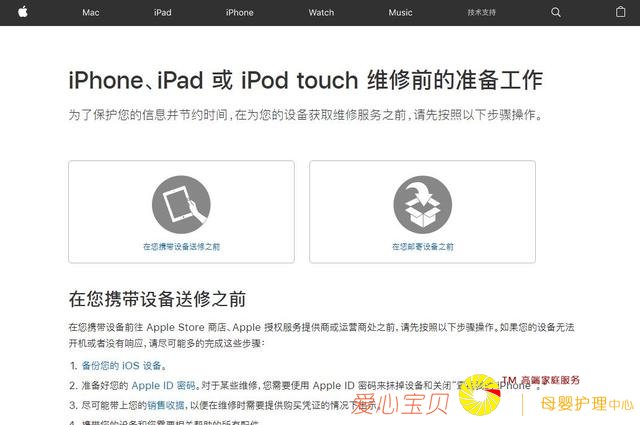 Mac iPad iPhone Watch Music 技术支持
iPhone、iPad 或 iPod touch 维修前的准备工作
为了保护您的信息并节约时间，在为您的设备获取维修服务之前，请先按照以下步骤操作。
在您携带设备送修之前
在您邮寄设备之前
在您携带设备送修之前
在您携带设备前往 Apple Store 商店、Apple 授权服务提供商或运营商处之前，请先按照以下步骤操作。如果您的设备无法
开机或者没有响应，请尽可能多的完成这些步骤：
1. 备份您的 iOS 设备。
2. 准备好您的 Apple ID 密码。对于某些维修，您需要使用 Apple ID 密码来抹掉设备和关闭“
iPhone”。
TM 高端家庭服务
3. 尽可能带上您的销售收据，以便在维修时需要提供购买凭证的情况下
爱心宝贝
母婴护理中心